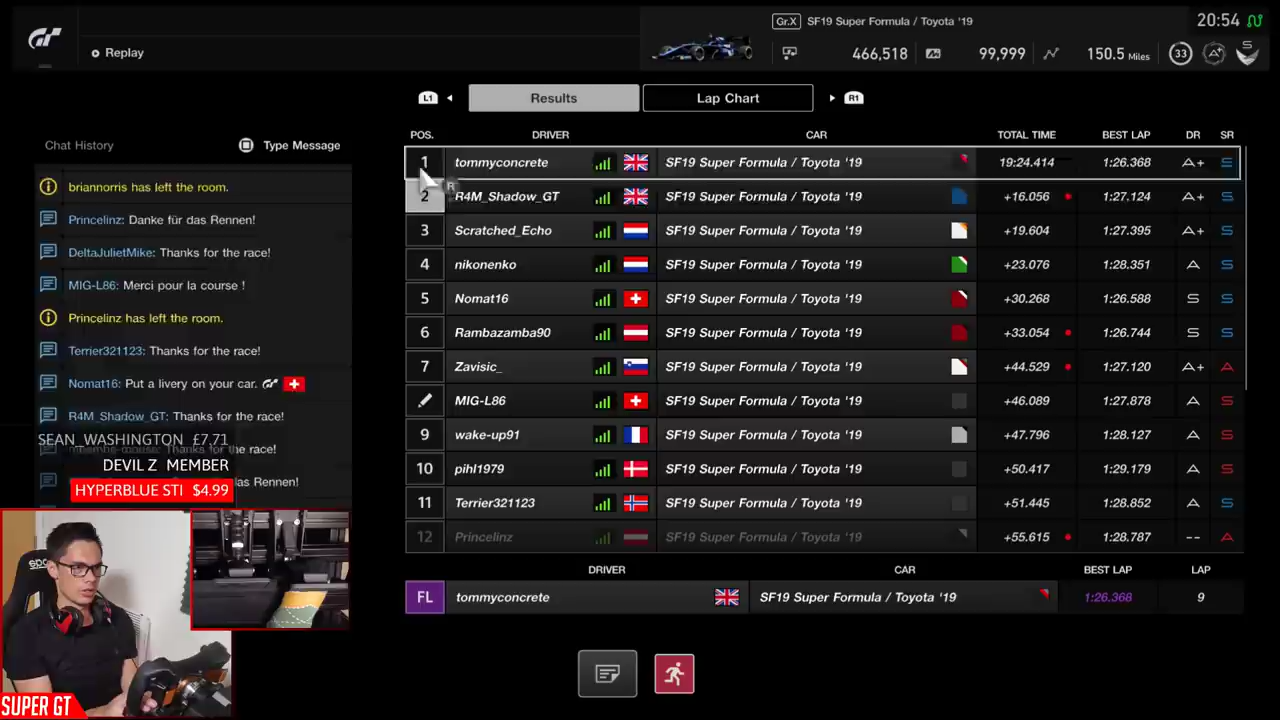 Gr.X SF19 Super Formula / Toyota '19
20:54
Replay
466,518 99,999 150.5 Miles 33 A+ S
L1 Results Lap Chart R1
Chat History Type Message
POS. DRIVER CAR TOTAL TIME BEST LAP DR SR
1 tommyconcrete SF19 Super Formula / Toyota '19 19:24.414 1:26.368 A+ S
R
2 R4M_Shadow_GT SF19 Super Formula / Toyota '19 +16.056 1:27.124 A+ S
3 Scratched_Echo SF19 Super Formula / Toyota '19 +19.604 1:27.395 A+ S
4 nikonenko SF19 Super Formula / Toyota '19 +23.076 1:28.351 A S
5 Nomat16 SF19 Super Formula / Toyota '19 +30.268 1:26.588 S S
6 Rambazamba90 SF19 Super Formula / Toyota '19 +33.054 1:26.744 S S
7 Zavisic_ SF19 Super Formula / Toyota '19 +44.529 1:27.120 A+ A
MIG-L86 SF19 Super Formula / Toyota '19 +46.089 1:27.878 A S
9 wake-up91 SF19 Super Formula / Toyota '19 +47.796 1:28.127 A S
10 pihl1979 SF19 Super Formula / Toyota '19 +50.417 1:29.179 A S
11 Terrier321123 SF19 Super Formula / Toyota '19 +51.445 1:28.852 A S
12 Princelinz SF19 Super Formula / Toyota '19 +55.615 1:28.787 -- A
DRIVER CAR BEST LAP LAP
FL tommyconcrete SF19 Super Formula / Toyota '19 1:26.368 9
briannorris has left the room.
Princelinz: Danke für das Rennen!
DeltaJulietMike: Thanks for the race!
MIG-L86: Merci pour la course !
Princelinz has left the room.
Terrier321123: Thanks for the race!
Nomat16: Put a livery on your car.
R4M_Shadow_GT: Thanks for the race!
SEAN_WASHINGTON £7.71
Thanks for the race!
DEVIL Z MEMBER
das Rennen!
HYPERBLUE STI $4.99
SUPER GT